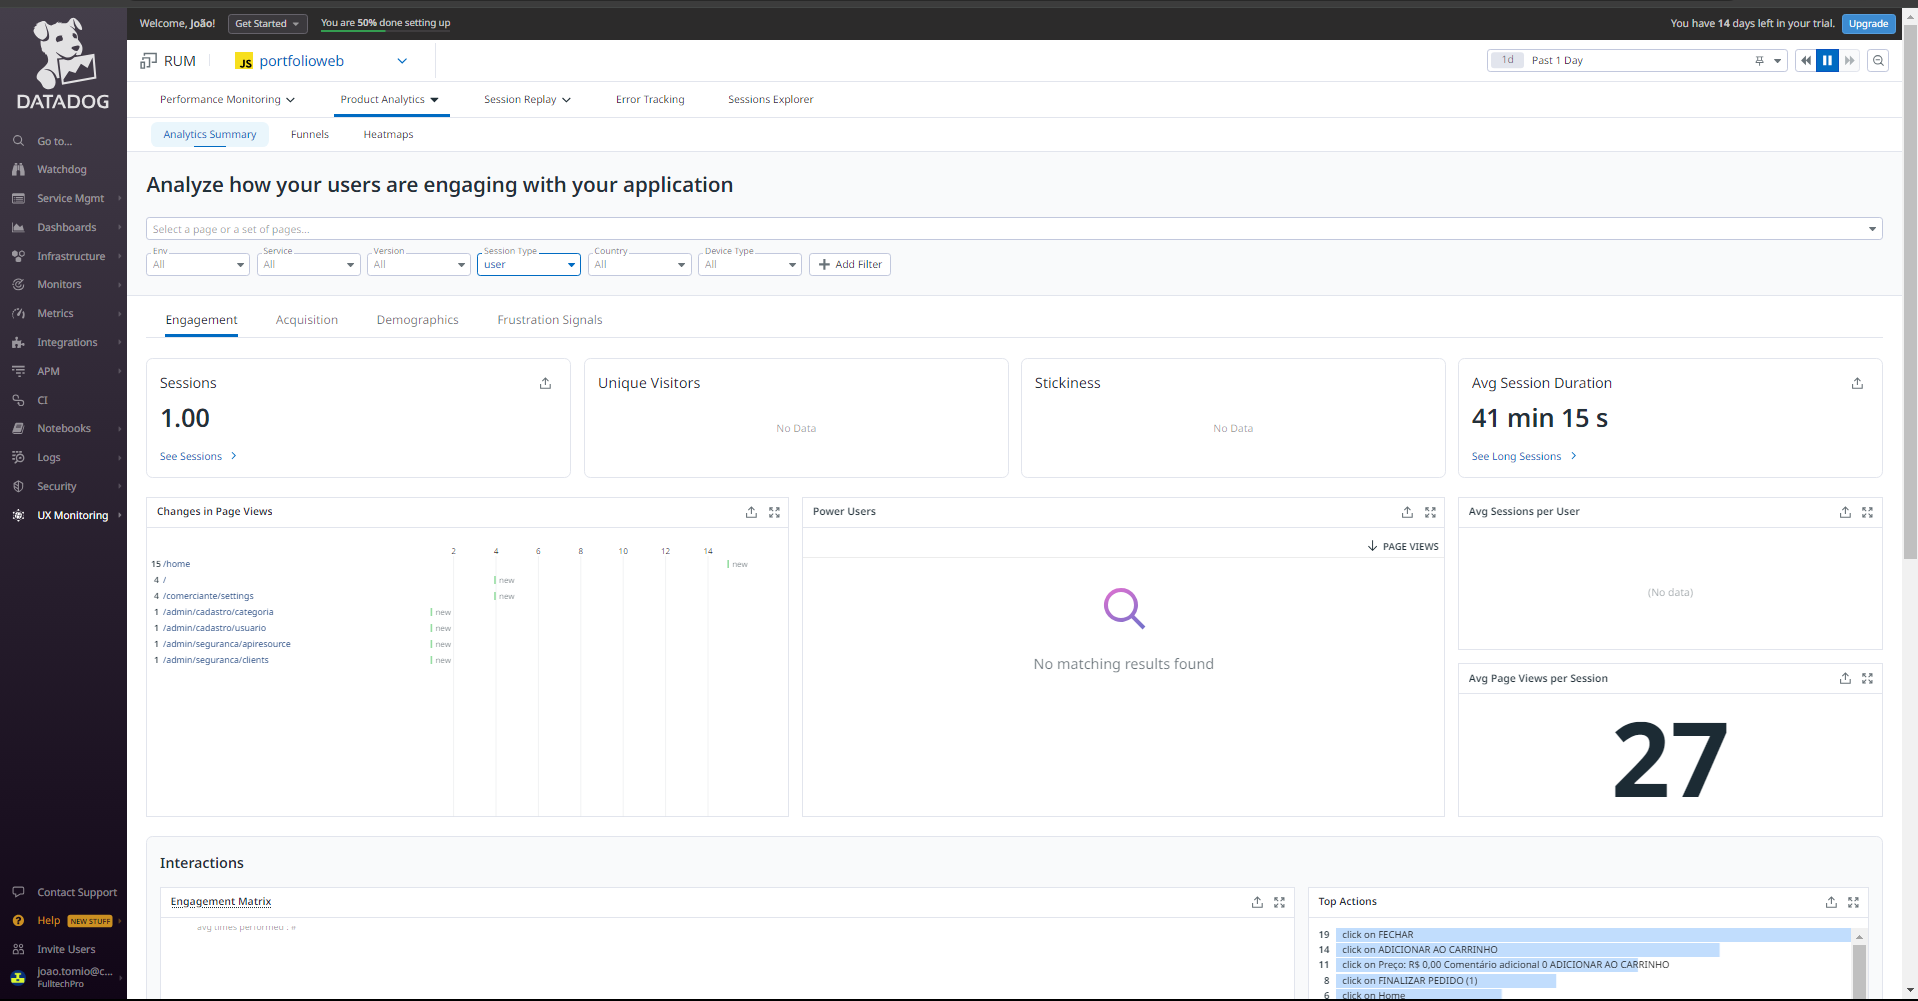 DATADOG
Go to...
Watchdog
Service Mgmt
Dashboards
Infrastructure
Monitors
Metrics
Integrations
APM
CI
Notebooks
Logs
Security
UX Monitoring
Contact Support
Help NEW STUFF
Invite Users
joao.tomio@c...
FulltechPro
Welcome, João! Get Started You are 50% done setting up You have 14 days left in your trial. Upgrade
RUM JS portfolioweb 1d Past 1 Day
Performance Monitoring Product Analytics Session Replay Error Tracking Sessions Explorer
Analytics Summary Funnels Heatmaps
Analyze how your users are engaging with your application
Select a page or a set of pages...
Env Service Version Session Type Country Device Type
All All All user All All Add Filter
Engagement Acquisition Demographics Frustration Signals
Sessions
1.00
See Sessions
Unique Visitors
No Data
Stickiness
No Data
Avg Session Duration
41 min 15 s
See Long Sessions
Changes in Page Views
2 4 6 8 10 12 14
15 /home new
4 / new
4 /comerciante/settings new
1 /admin/cadastro/categoria new
1 /admin/cadastro/usuario new
1 /admin/seguranca/apiresource new
1 /admin/seguranca/clients new
Power Users
PAGE VIEWS
No matching results found
Avg Sessions per User
(No data)
Avg Page Views per Session
27
Interactions
Engagement Matrix
avg times performed : #
Top Actions
19 click on FECHAR
14 click on ADICIONAR AO CARRINHO
11 click on Preço: R$ 0,00 Comentário adicional 0 ADICIONAR AO CARRINHO
8 click on FINALIZAR PEDIDO (1)
6 click on Home